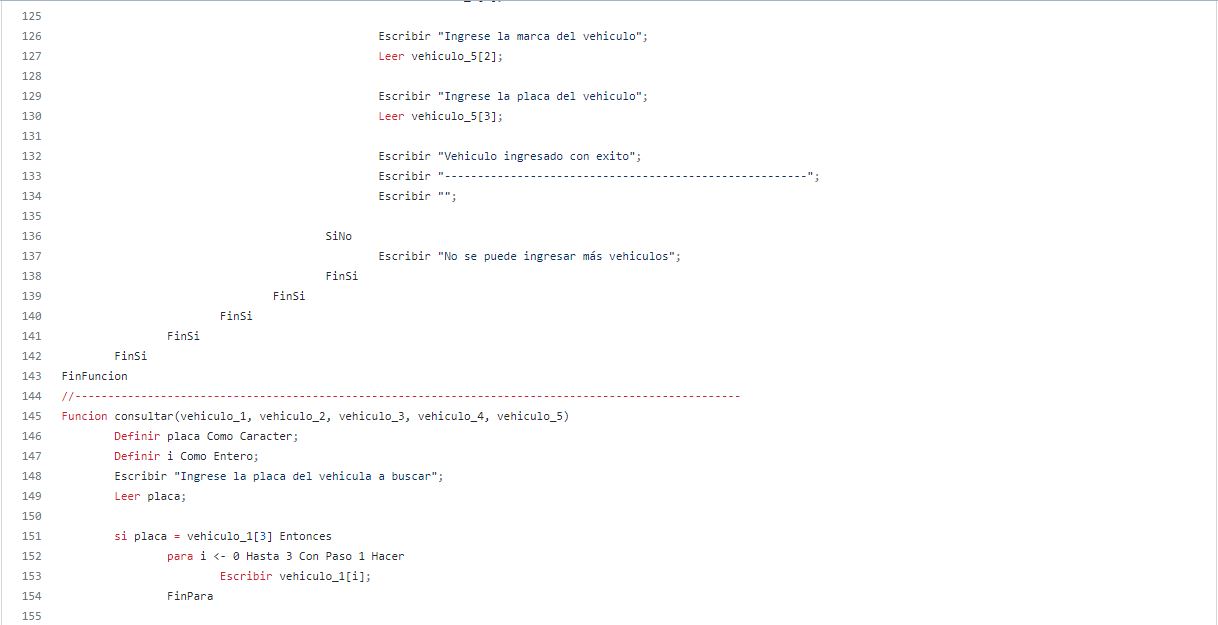 125
126 Escribir "Ingrese la marca del vehiculo";
127 Leer vehiculo_5[2];
128
129 Escribir "Ingrese la placa del vehiculo";
130 Leer vehiculo_5[3];
131
132 Escribir "Vehiculo ingresado con exito";
133 Escribir "-------------------------------------------------------";
134 Escribir "";
135
136 SiNo
137 Escribir "No se puede ingresar más vehiculos";
138 FinSi
139 FinSi
140 FinSi
141 FinSi
142 FinSi
143 FinFuncion
144 //-----------------------------------------------------------------------------------------------------
145 Funcion consultar(vehiculo_1, vehiculo_2, vehiculo_3, vehiculo_4, vehiculo_5)
146 Definir placa Como Caracter;
147 Definir i Como Entero;
148 Escribir "Ingrese la placa del vehicula a buscar";
149 Leer placa;
150
151 si placa = vehiculo_1[3] Entonces
152 para i <- 0 Hasta 3 Con Paso 1 Hacer
153 Escribir vehiculo_1[i];
154 FinPara
155